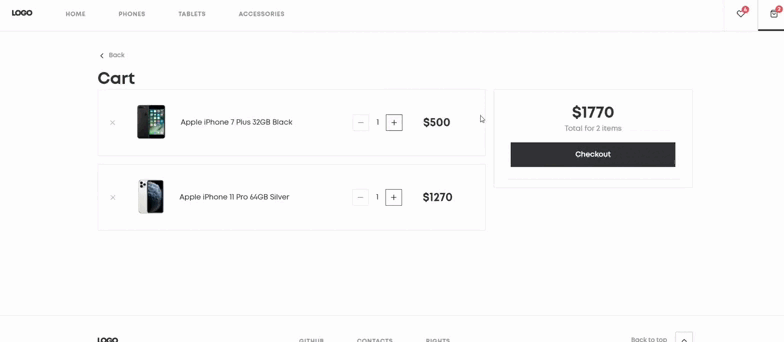 LOGO HOME PHONES TABLETS ACCESSORIES 4 2
Back
Cart
Apple iPhone 7 Plus 32GB Black − 1 + $500
$1770
Total for 2 items
Checkout
Apple iPhone 11 Pro 64GB Silver − 1 + $1270
LOGO GITHUB CONTACTS RIGHTS Back to top